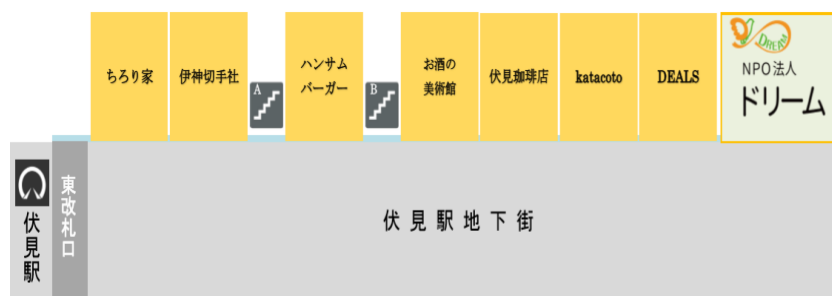 ちろり家
伊神切手社
A
ハンサム
バーガー
B
お酒の
美術館
伏見珈琲店
katacoto
DEALS
DREAM
NPO法人
ドリーム
伏見駅
東改札口
伏見駅地下街